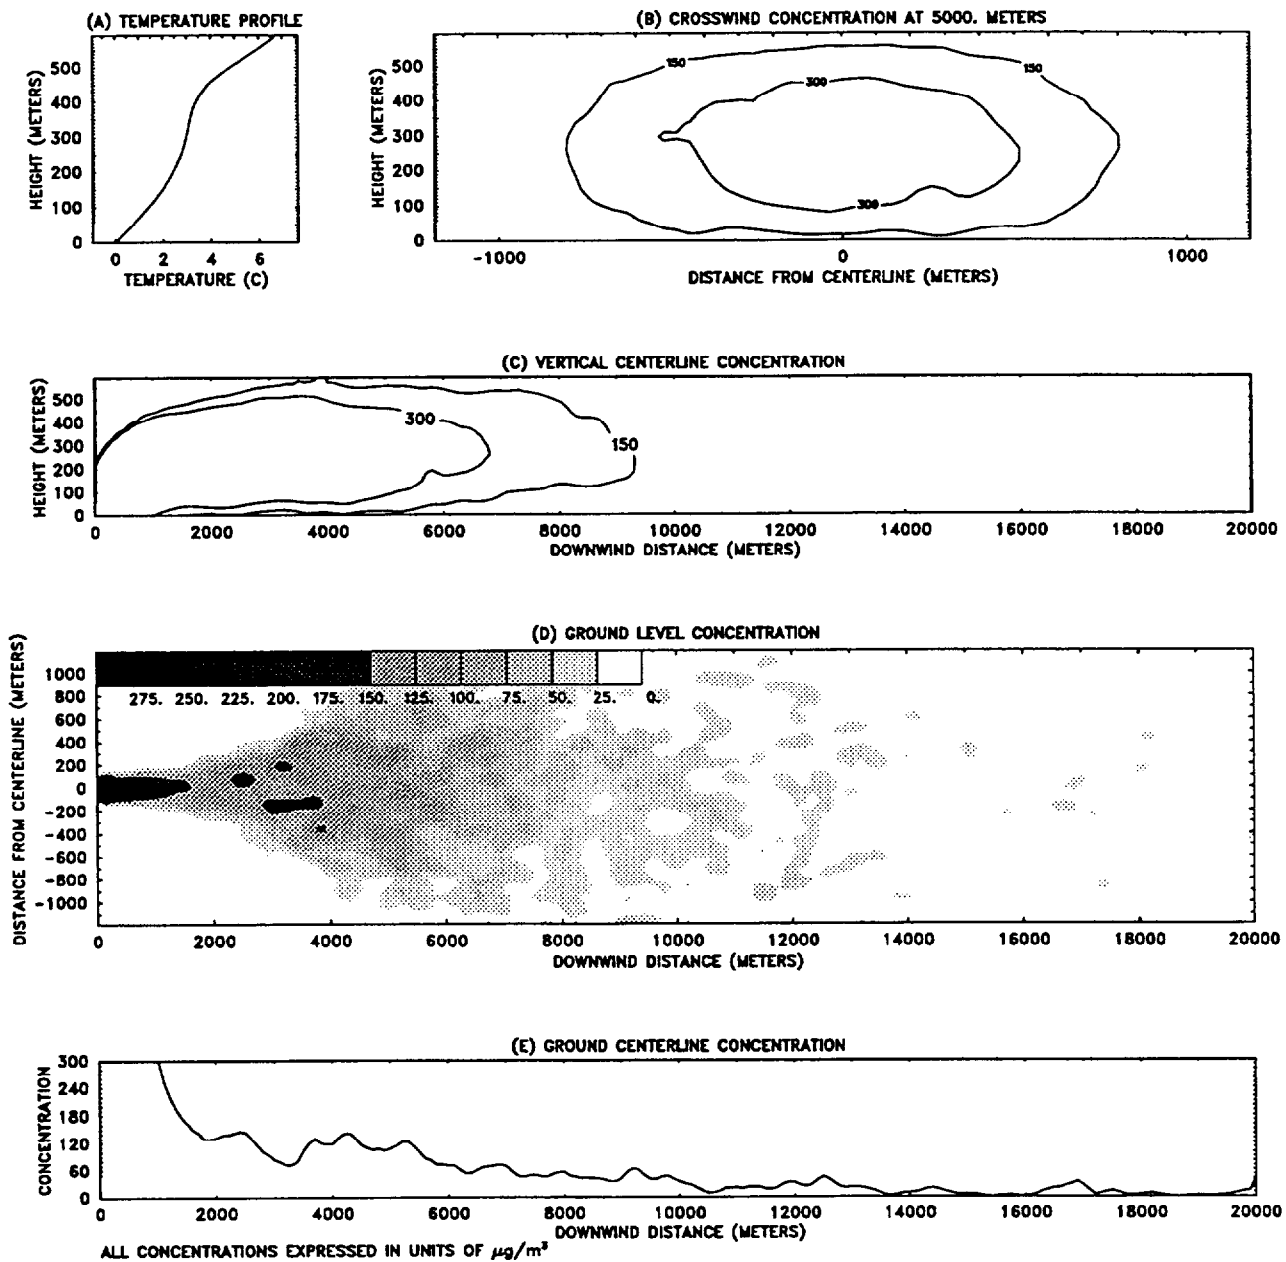 (A) TEMPERATURE PROFILE
(B) CROSSWIND CONCENTRATION AT 5000. METERS
HEIGHT (METERS)
500
400
300
200
100
0
0 2 4 6
TEMPERATURE (C)
HEIGHT (METERS)
500
400
300
200
100
0
150
150
300
300
-1000 0 1000
DISTANCE FROM CENTERLINE (METERS)
(C) VERTICAL CENTERLINE CONCENTRATION
HEIGHT (METERS)
500
400
300
200
100
0
300
150
0 2000 4000 6000 8000 10000 12000 14000 16000 18000 20000
DOWNWIND DISTANCE (METERS)
(D) GROUND LEVEL CONCENTRATION
DISTANCE FROM CENTERLINE (METERS)
1000
800
600
400
200
0
-200
-400
-600
-800
-1000
275. 250. 225. 200. 175. 150. 125. 100. 75. 50. 25. 0.
0 2000 4000 6000 8000 10000 12000 14000 16000 18000 20000
DOWNWIND DISTANCE (METERS)
(E) GROUND CENTERLINE CONCENTRATION
CONCENTRATION
300
240
180
120
60
0
0 2000 4000 6000 8000 10000 12000 14000 16000 18000 20000
DOWNWIND DISTANCE (METERS)
ALL CONCENTRATIONS EXPRESSED IN UNITS OF μg/m³